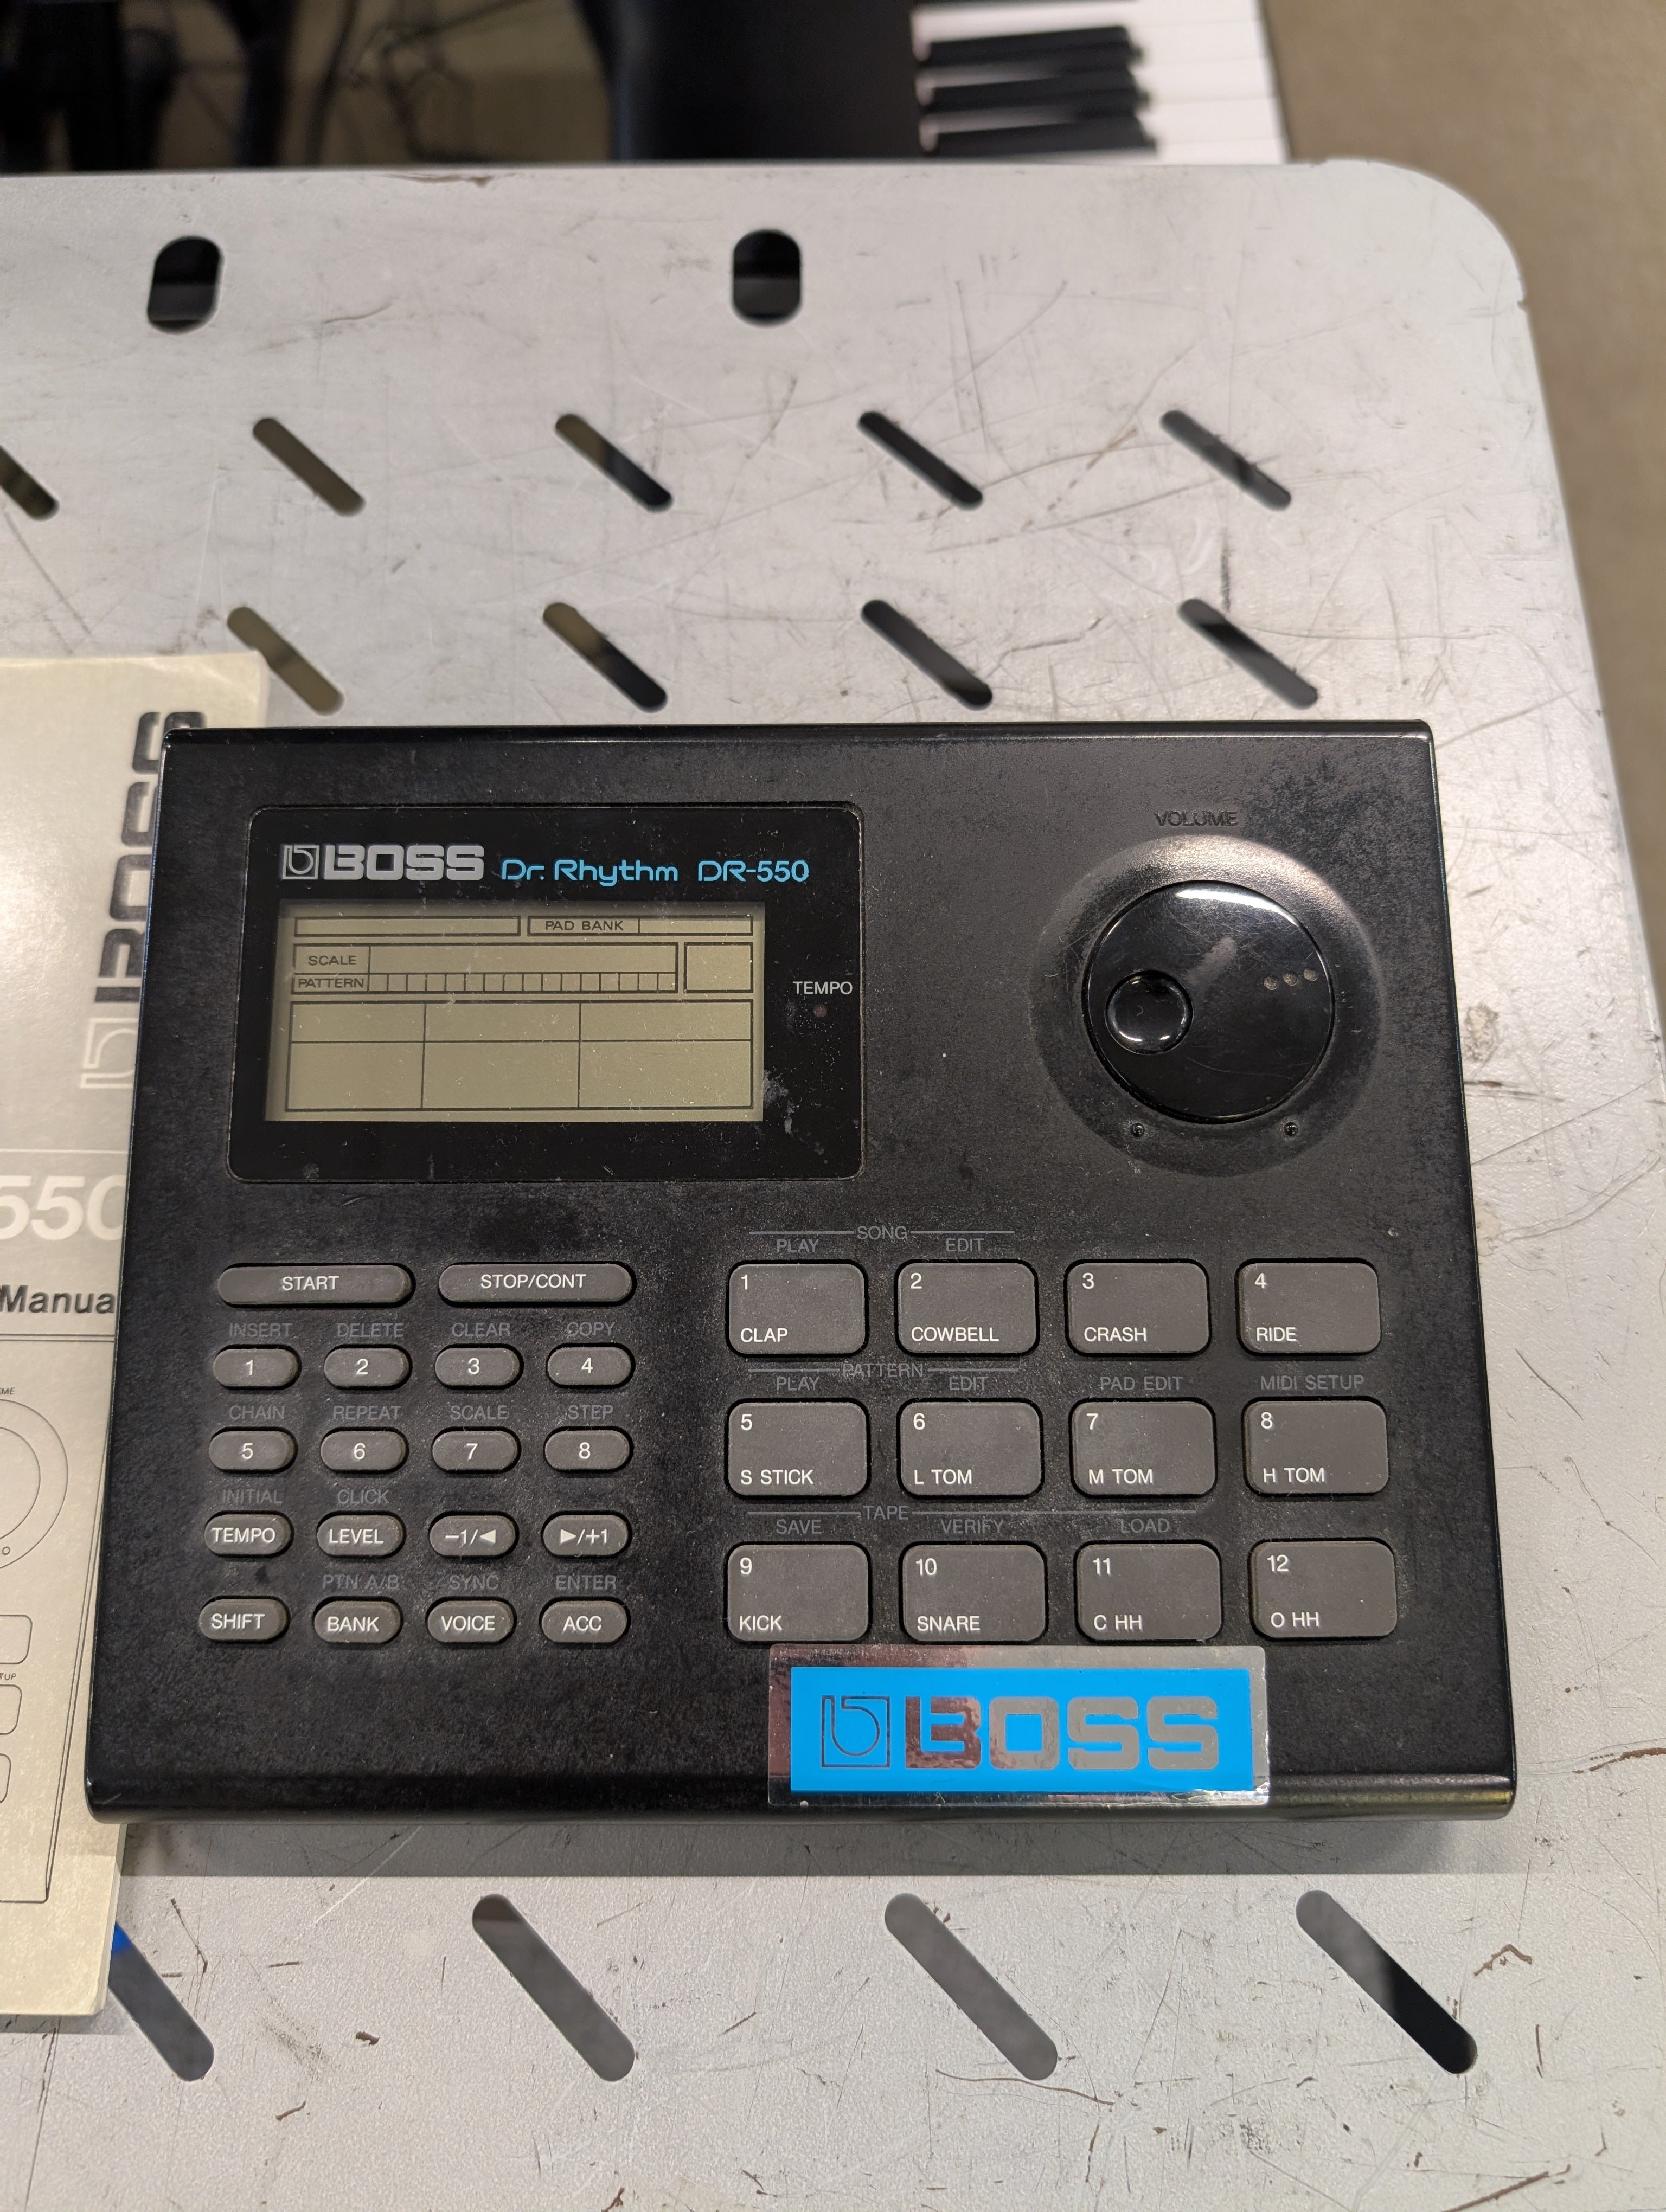 BOSS
550
Manua
BOSS Dr. Rhythm DR-550
PAD BANK
SCALE
PATTERN
TEMPO
VOLUME
START STOP/CONT
INSERT DELETE CLEAR COPY
1 2 3 4
CHAIN REPEAT SCALE STEP
5 6 7 8
INITIAL CLICK
TEMPO LEVEL −1/◀ ▶/+1
PTN A/B SYNC ENTER
SHIFT BANK VOICE ACC
SONG
PLAY EDIT
1 2 3 4
CLAP COWBELL CRASH RIDE
PATTERN
PLAY EDIT PAD EDIT MIDI SETUP
5 6 7 8
S STICK L TOM M TOM H TOM
TAPE
SAVE VERIFY LOAD
9 10 11 12
KICK SNARE C HH O HH
BOSS